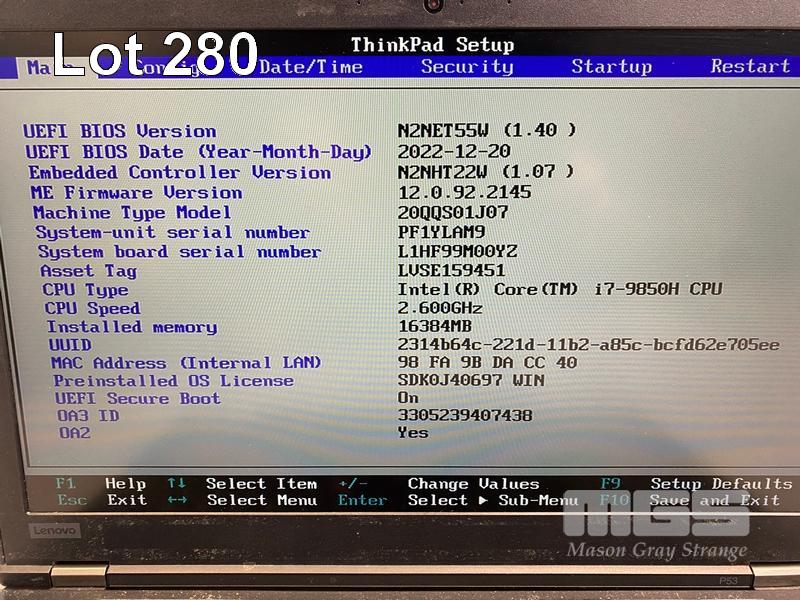 Lot 280
ThinkPad Setup
Main Config Date/Time Security Startup Restart
UEFI BIOS Version N2NET55W (1.40 )
UEFI BIOS Date (Year-Month-Day) 2022-12-20
Embedded Controller Version N2NHT22W (1.07 )
ME Firmware Version 12.0.92.2145
Machine Type Model 20QQS01J07
System-unit serial number PF1YLAM9
System board serial number L1HF99M00YZ
Asset Tag LVSE159451
CPU Type Intel(R) Core(TM) i7-9850H CPU
CPU Speed 2.600GHz
Installed memory 16384MB
UUID 2314b64c-221d-11b2-a85c-bcfd62e705ee
MAC Address (Internal LAN) 98 FA 9B DA CC 40
Preinstalled OS License SDK0J40697 WIN
UEFI Secure Boot On
OA3 ID 3305239407438
OA2 Yes
F1 Help ↑↓ Select Item +/- Change Values F9 Setup Defaults
Esc Exit ←→ Select Menu Enter Select ▶ Sub-Menu F10 Save and Exit
MGS
Lenovo
Mason Gray Strange
P53